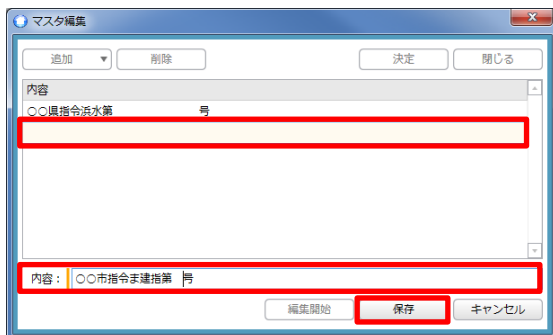 マスタ編集
追加 ▼ 削除 決定 閉じる
内容
○○県指令浜水第 号
内容： ○○市指令ま建指第 号
編集開始 保存 キャンセル